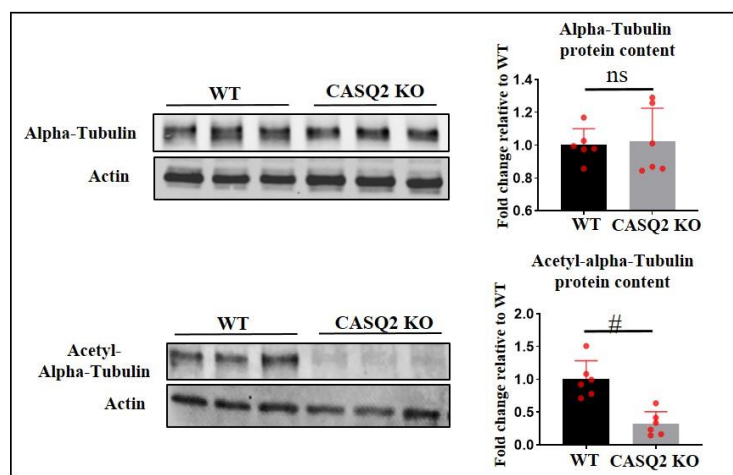 WT
CASQ2 KO
Alpha-Tubulin
Actin
Alpha-Tubulin
protein content
Fold change relative to WT
1.4
1.2
1.0
0.8
0.6
ns
WT
CASQ2 KO
WT
CASQ2 KO
Acetyl-
Alpha-Tubulin
Actin
Acetyl-alpha-Tubulin
protein content
Fold change relative to WT
2.0
1.5
1.0
0.5
0.0
#
WT
CASQ2 KO